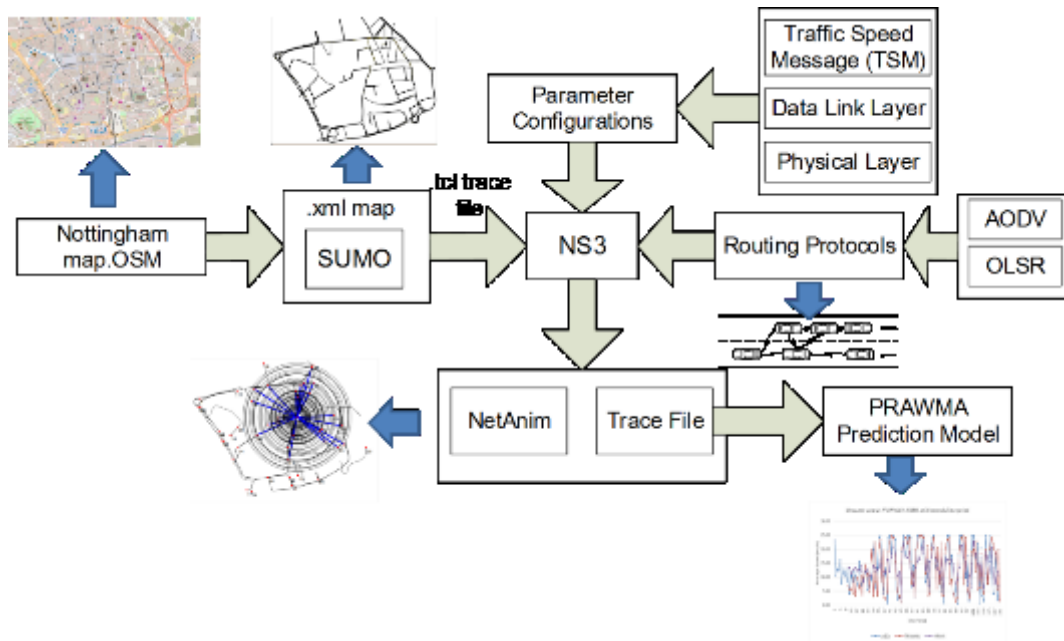 Traffic Speed
Message (TSM)
Data Link Layer
Physical Layer
Parameter
Configurations
.tcl trace
file
.xml map
SUMO
Nottingham
map.OSM
NS3
Routing Protocols
AODV
OLSR
NetAnim
Trace File
PRAWMA
Prediction Model